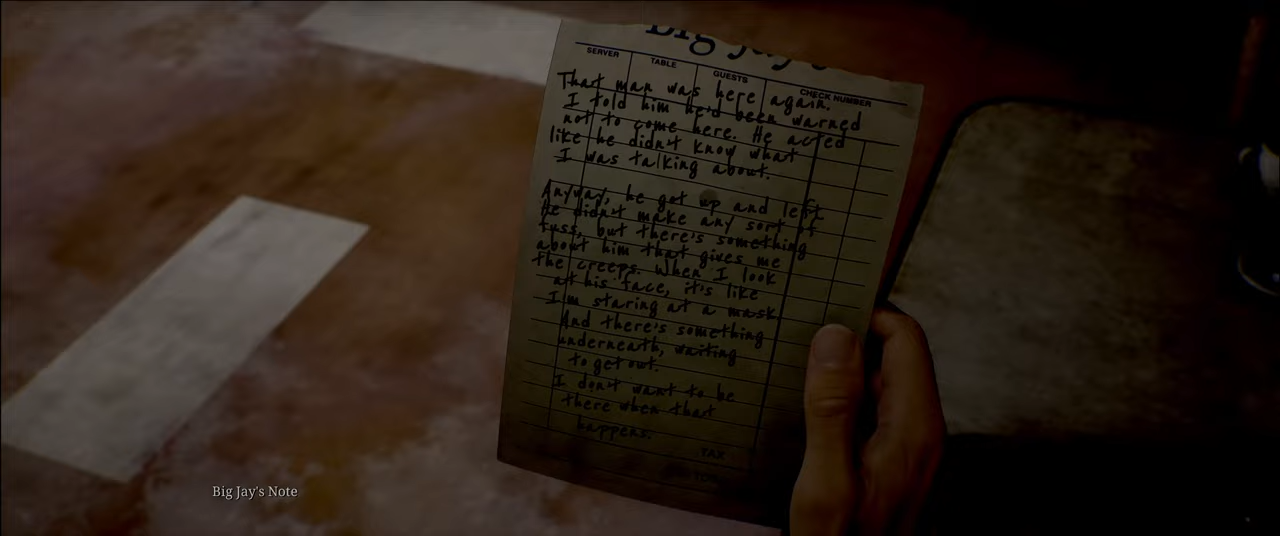 Big Jay's
SERVER TABLE GUESTS CHECK NUMBER
That man was here again.
I told him he'd been warned
not to come here. He acted
like he didn't know what
I was talking about.
Anyway, he got up and left
He didn't make any sort of
fuss, but there's something
about him that gives me
the creeps. When I look
at his face, it's like
I'm staring at a mask
And there's something
underneath, waiting
to get out.
I don't want to be
there when that
happens.
TAX
Big Jay's Note